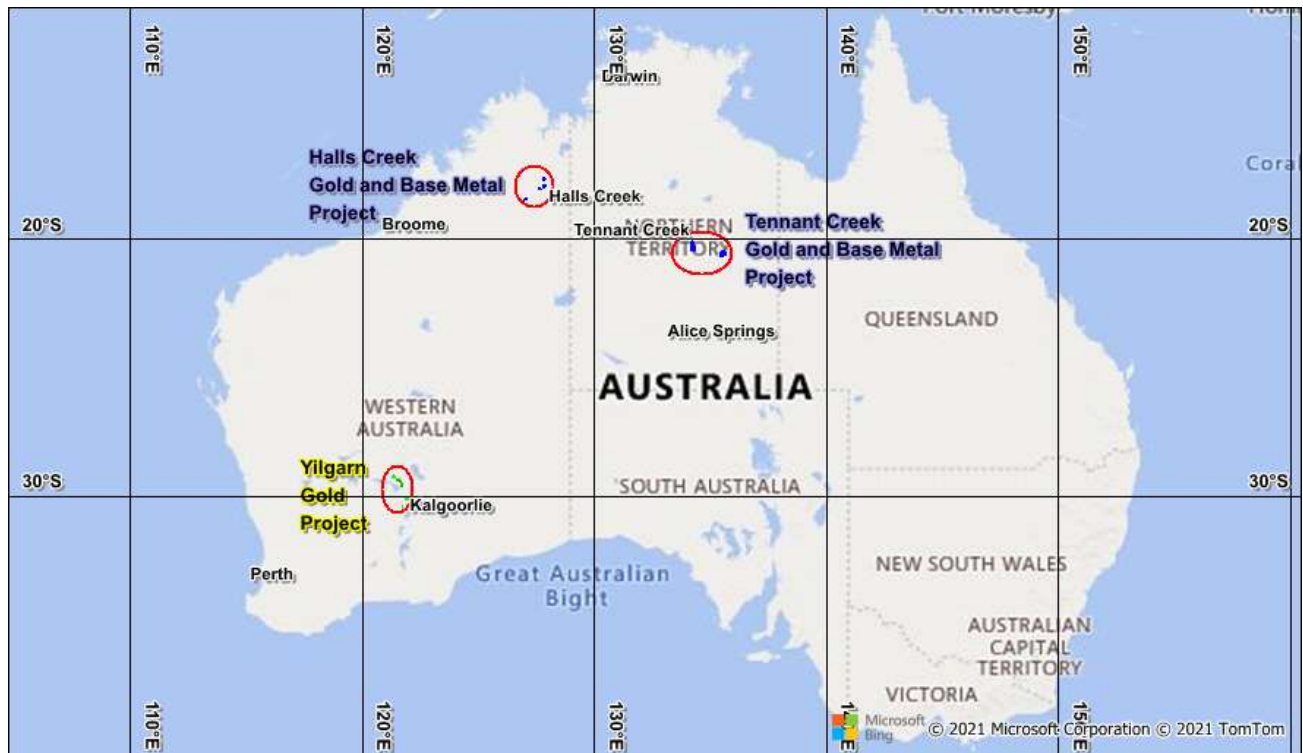 Port Moresby
110°E
120°E
130°E
140°E
150°E
Darwin
Halls Creek
Gold and Base Metal
Project
Halls Creek
Broome
Coral
20°S
20°S
Tennant Creek
NORTHERN
TERRITORY
Tennant Creek
Gold and Base Metal
Project
QUEENSLAND
Alice Springs
AUSTRALIA
WESTERN
AUSTRALIA
Yilgarn
Gold
Project
30°S
30°S
SOUTH AUSTRALIA
Kalgoorlie
Perth
Great Australian
Bight
NEW SOUTH WALES
AUSTRALIAN
CAPITAL
TERRITORY
VICTORIA
110°E
120°E
130°E
140°E
150°E
Microsoft
Bing
© 2021 Microsoft Corporation © 2021 TomTom